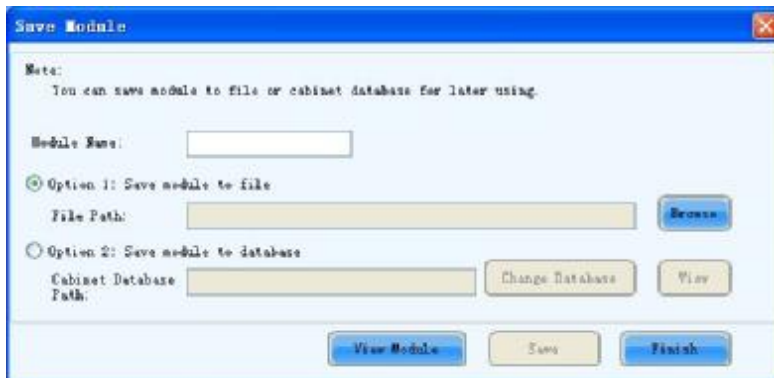 Save Module
Note:
You can save module to file or cabinet database for later using.
Module Name:
Option 1: Save module to file
File Path:
Browse
Option 2: Save module to database
Cabinet Database
Path:
Change Database
View
View Module
Save
Finish